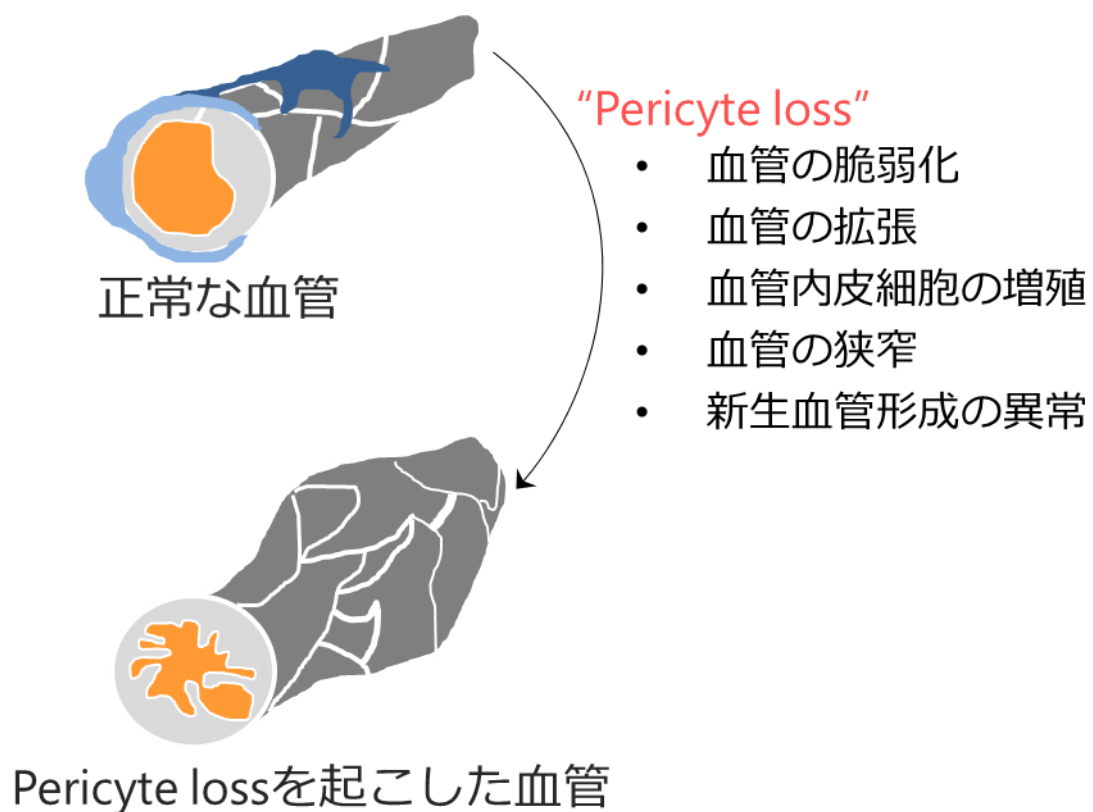 “Pericyte loss”
• 血管の脆弱化
• 血管の拡張
• 血管内皮細胞の増殖
• 血管の狭窄
• 新生血管形成の異常
正常な血管
Pericyte lossを起こした血管